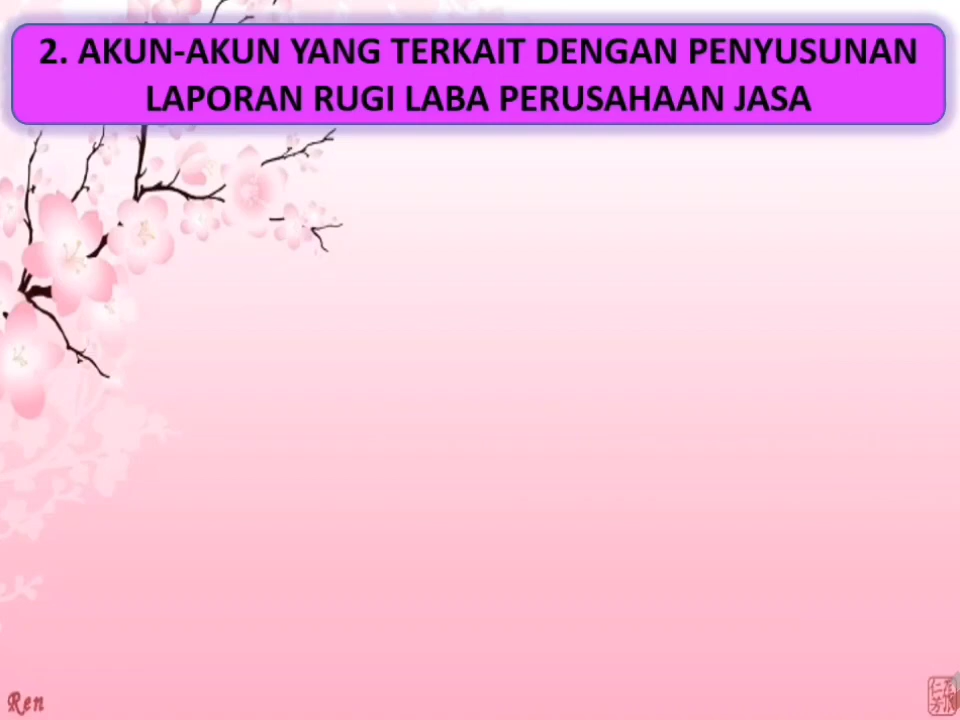 2. AKUN-AKUN YANG TERKAIT DENGAN PENYUSUNAN
LAPORAN RUGI LABA PERUSAHAAN JASA
Ren